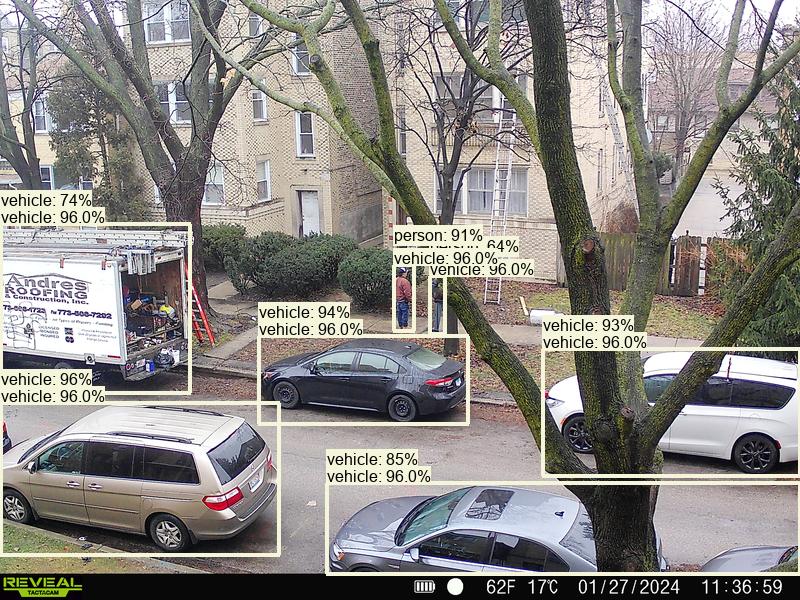 vehicle: 74%
vehicle: 96.0%
person: 91%
64%
vehicle: 96.0%
vehicle: 96.0%
Andres
ROOFING
& Construction, Inc.
773-508-7292
vehicle: 94%
vehicle: 96.0%
vehicle: 93%
vehicle: 96.0%
vehicle: 96%
vehicle: 96.0%
vehicle: 85%
vehicle: 96.0%
REVEAL
TACTACAM
62F 17°C 01/27/2024 11:36:59